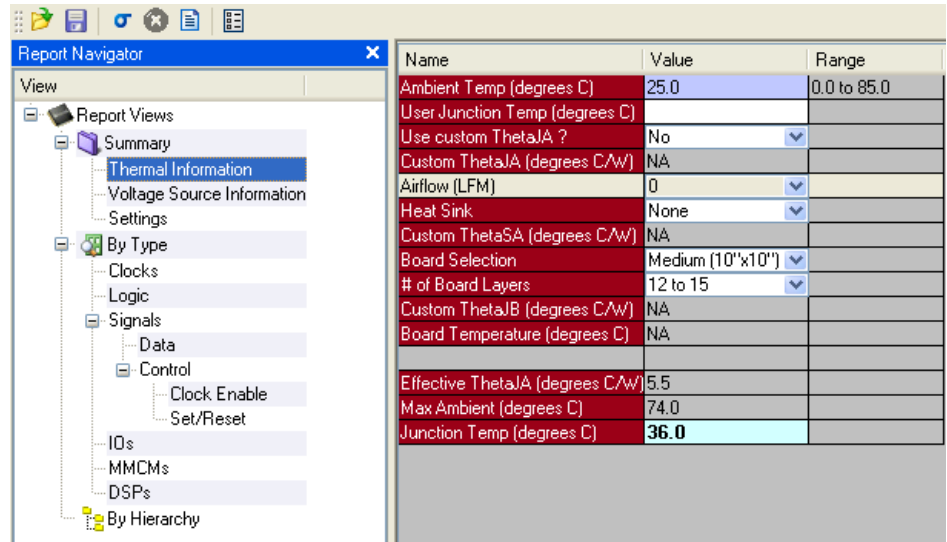 Report Navigator
View
Report Views
Summary
Thermal Information
Voltage Source Information
Settings
By Type
Clocks
Logic
Signals
Data
Control
Clock Enable
Set/Reset
IOs
MMCMs
DSPs
By Hierarchy
Name Value Range
Ambient Temp (degrees C) 25.0 0.0 to 85.0
User Junction Temp (degrees C)
Use custom ThetaJA ? No
Custom ThetaJA (degrees C/W) NA
Airflow (LFM) 0
Heat Sink None
Custom ThetaSA (degrees C/W) NA
Board Selection Medium (10"x10")
# of Board Layers 12 to 15
Custom ThetaJB (degrees C/W) NA
Board Temperature (degrees C) NA
Effective ThetaJA (degrees C/W) 5.5
Max Ambient (degrees C) 74.0
Junction Temp (degrees C) 36.0